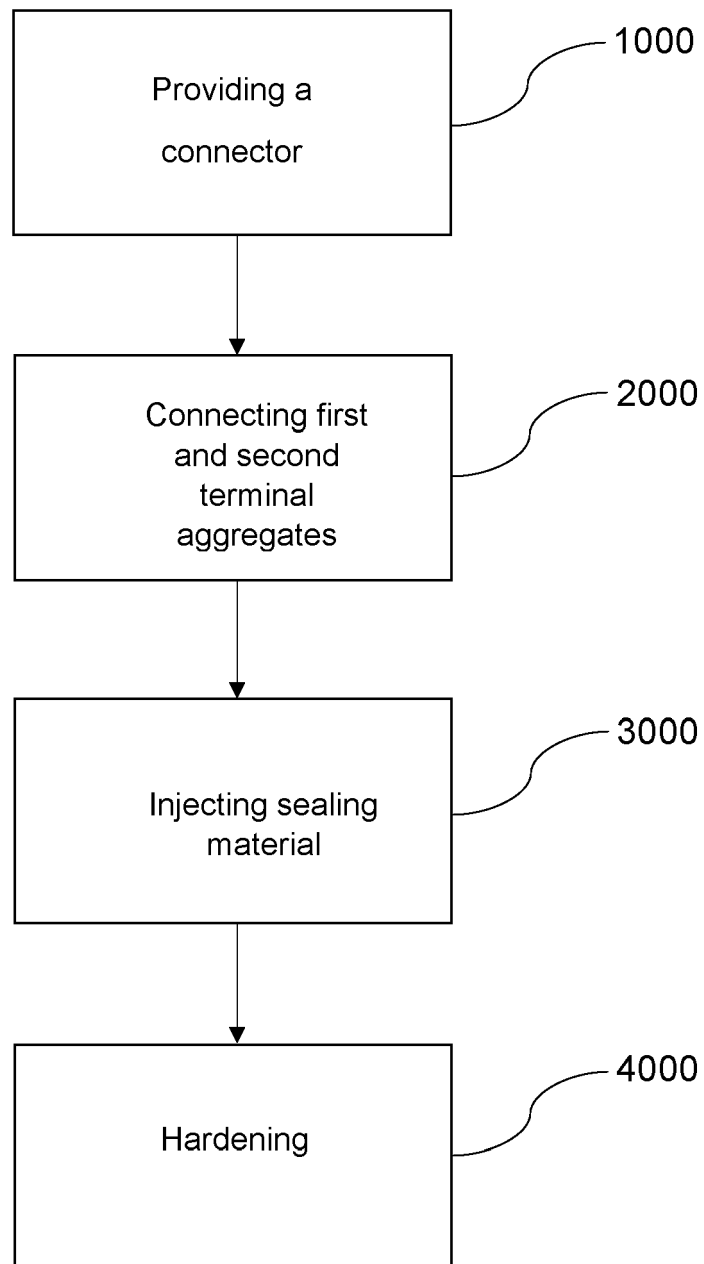 Providing a
connector
1000
Connecting first
and second
terminal
aggregates
2000
Injecting sealing
material
3000
Hardening
4000